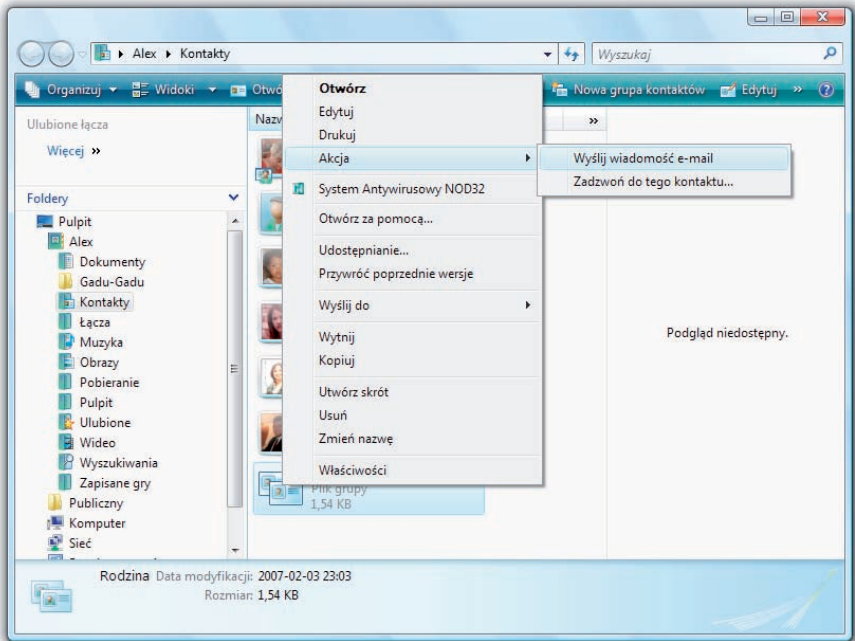 Alex ▸ Kontakty
Wyszukaj
Organizuj
Widoki
Nowa grupa kontaktów
Edytuj
»
Ulubione łącza
Więcej »
Foldery
Pulpit
Alex
Dokumenty
Gadu-Gadu
Kontakty
Łącza
Muzyka
Obrazy
Pobieranie
Pulpit
Ulubione
Wideo
Wyszukiwania
Zapisane gry
Publiczny
Komputer
Sieć
»
Otwórz
Edytuj
Drukuj
Akcja
System Antywirusowy NOD32
Otwórz za pomocą...
Udostępnianie...
Przywróć poprzednie wersje
Wyślij do
Wytnij
Kopiuj
Utwórz skrót
Usuń
Zmień nazwę
Właściwości
Wyślij wiadomość e-mail
Zadzwoń do tego kontaktu...
Plik grupy
1,54 KB
Podgląd niedostępny.
Rodzina Data modyfikacji: 2007-02-03 23:03
Rozmiar: 1,54 KB